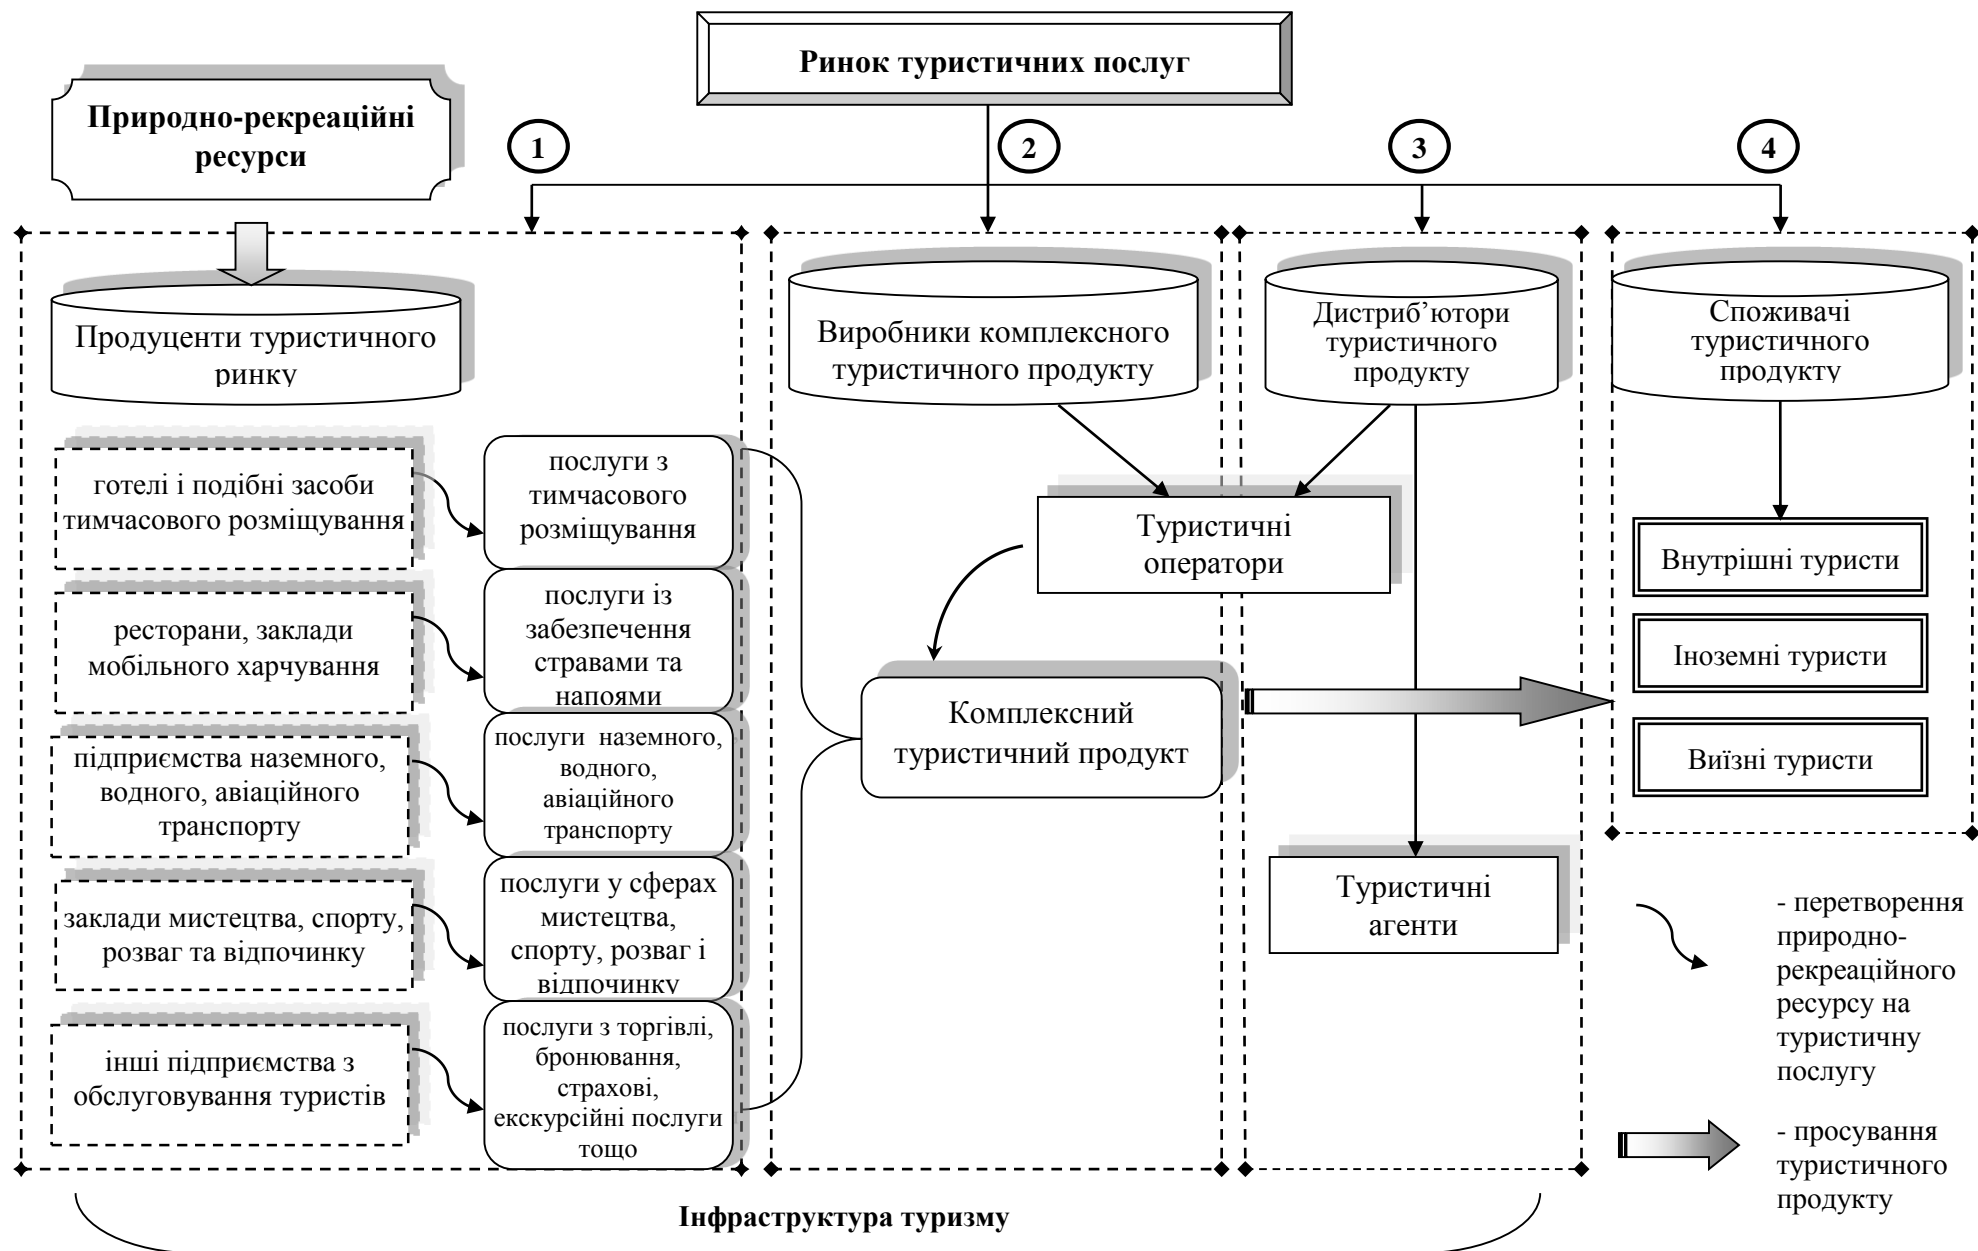 Ринок туристичних послуг
Природно-рекреаційні
ресурси
1
2
3
4
Продуценти туристичного
ринку
Виробники комплексного
туристичного продукту
Дистриб’ютори
туристичного
продукту
Споживачі
туристичного
продукту
готелі і подібні засоби
тимчасового розміщування
послуги з
тимчасового
розміщування
ресторани, заклади
мобільного харчування
послуги із
забезпечення
стравами та
напоями
підприємства наземного,
водного, авіаційного
транспорту
послуги наземного,
водного,
авіаційного
транспорту
заклади мистецтва, спорту,
розваг та відпочинку
послуги у сферах
мистецтва,
спорту, розваг і
відпочинку
інші підприємства з
обслуговування туристів
послуги з торгівлі,
бронювання,
страхові,
екскурсійні послуги
тощо
Туристичні
оператори
Комплексний
туристичний продукт
Туристичні
агенти
Внутрішні туристи
Іноземні туристи
Виїзні туристи
- перетворення
природно-
рекреаційного
ресурсу на
туристичну
послугу
- просування
туристичного
продукту
Інфраструктура туризму